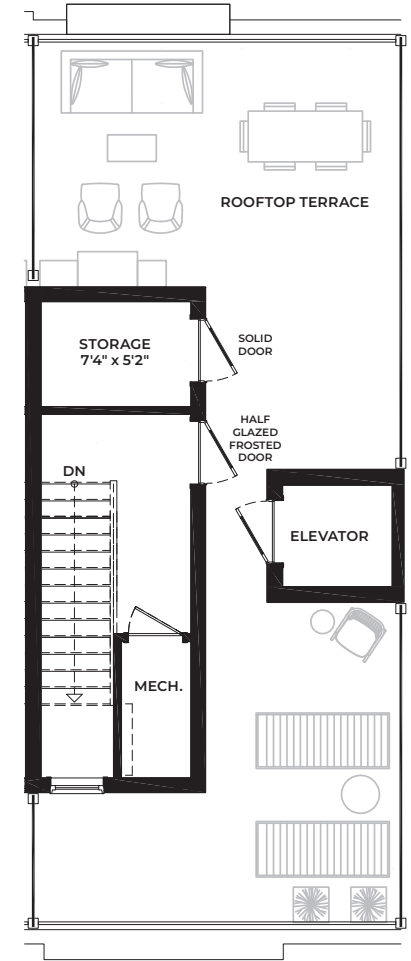 ROOFTOP TERRACE
STORAGE
7'4" x 5'2"
SOLID
DOOR
HALF
GLAZED
FROSTED
DOOR
DN
ELEVATOR
MECH.